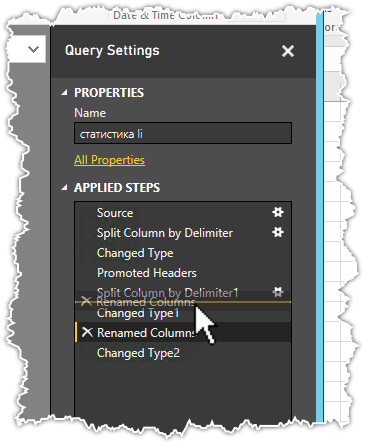 Date & Time Column
Query Settings
PROPERTIES
Name
статистика li
All Properties
APPLIED STEPS
Source
Split Column by Delimiter
Changed Type
Promoted Headers
Split Column by Delimiter1
Renamed Columns
Changed Type1
Renamed Columns
Changed Type2